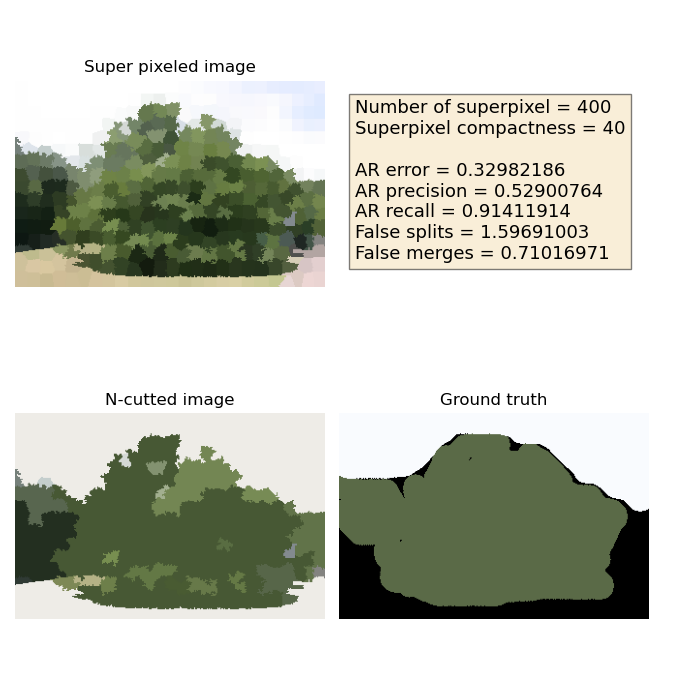 Super pixeled image
Number of superpixel = 400
Superpixel compactness = 40
AR error = 0.32982186
AR precision = 0.52900764
AR recall = 0.91411914
False splits = 1.59691003
False merges = 0.71016971
N-cutted image
Ground truth